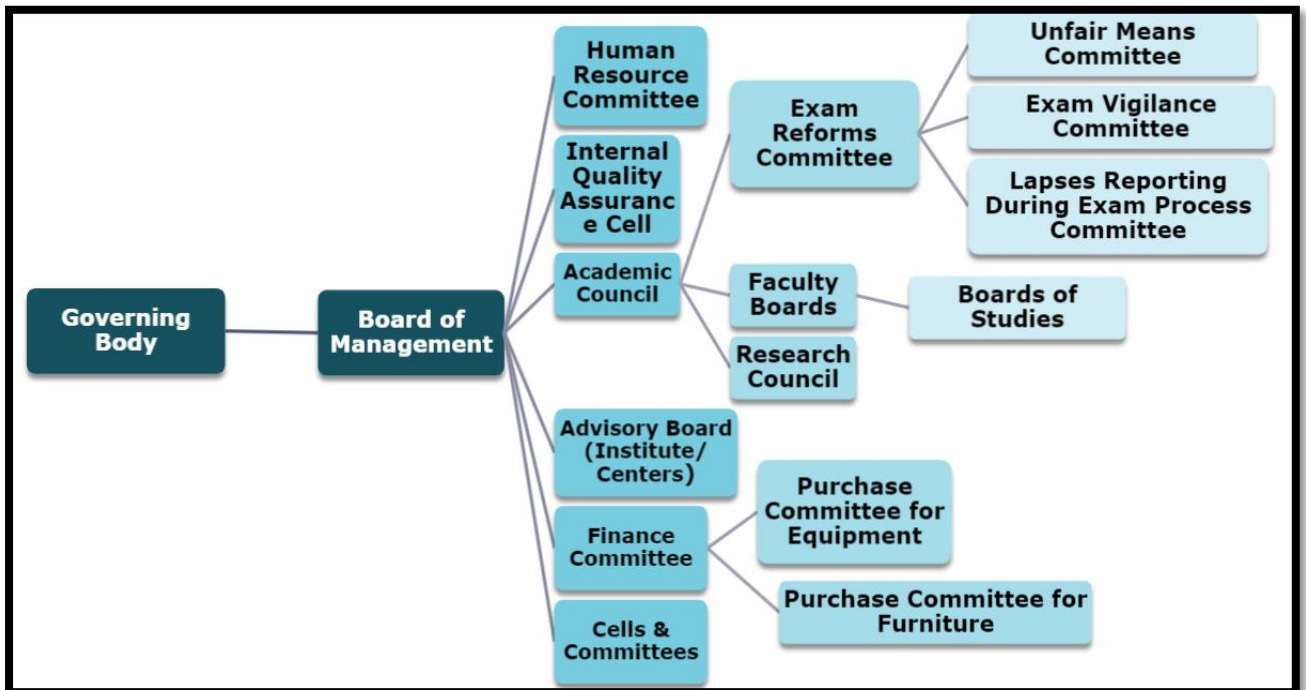 Governing
Body
Board of
Management
Human
Resource
Committee
Internal
Quality
Assuranc
e Cell
Academic
Council
Advisory Board
(Institute/
Centers)
Finance
Committee
Cells &
Committees
Exam
Reforms
Committee
Faculty
Boards
Research
Council
Purchase
Committee for
Equipment
Purchase Committee for
Furniture
Unfair Means
Committee
Exam Vigilance
Committee
Lapses Reporting
During Exam Process
Committee
Boards of
Studies